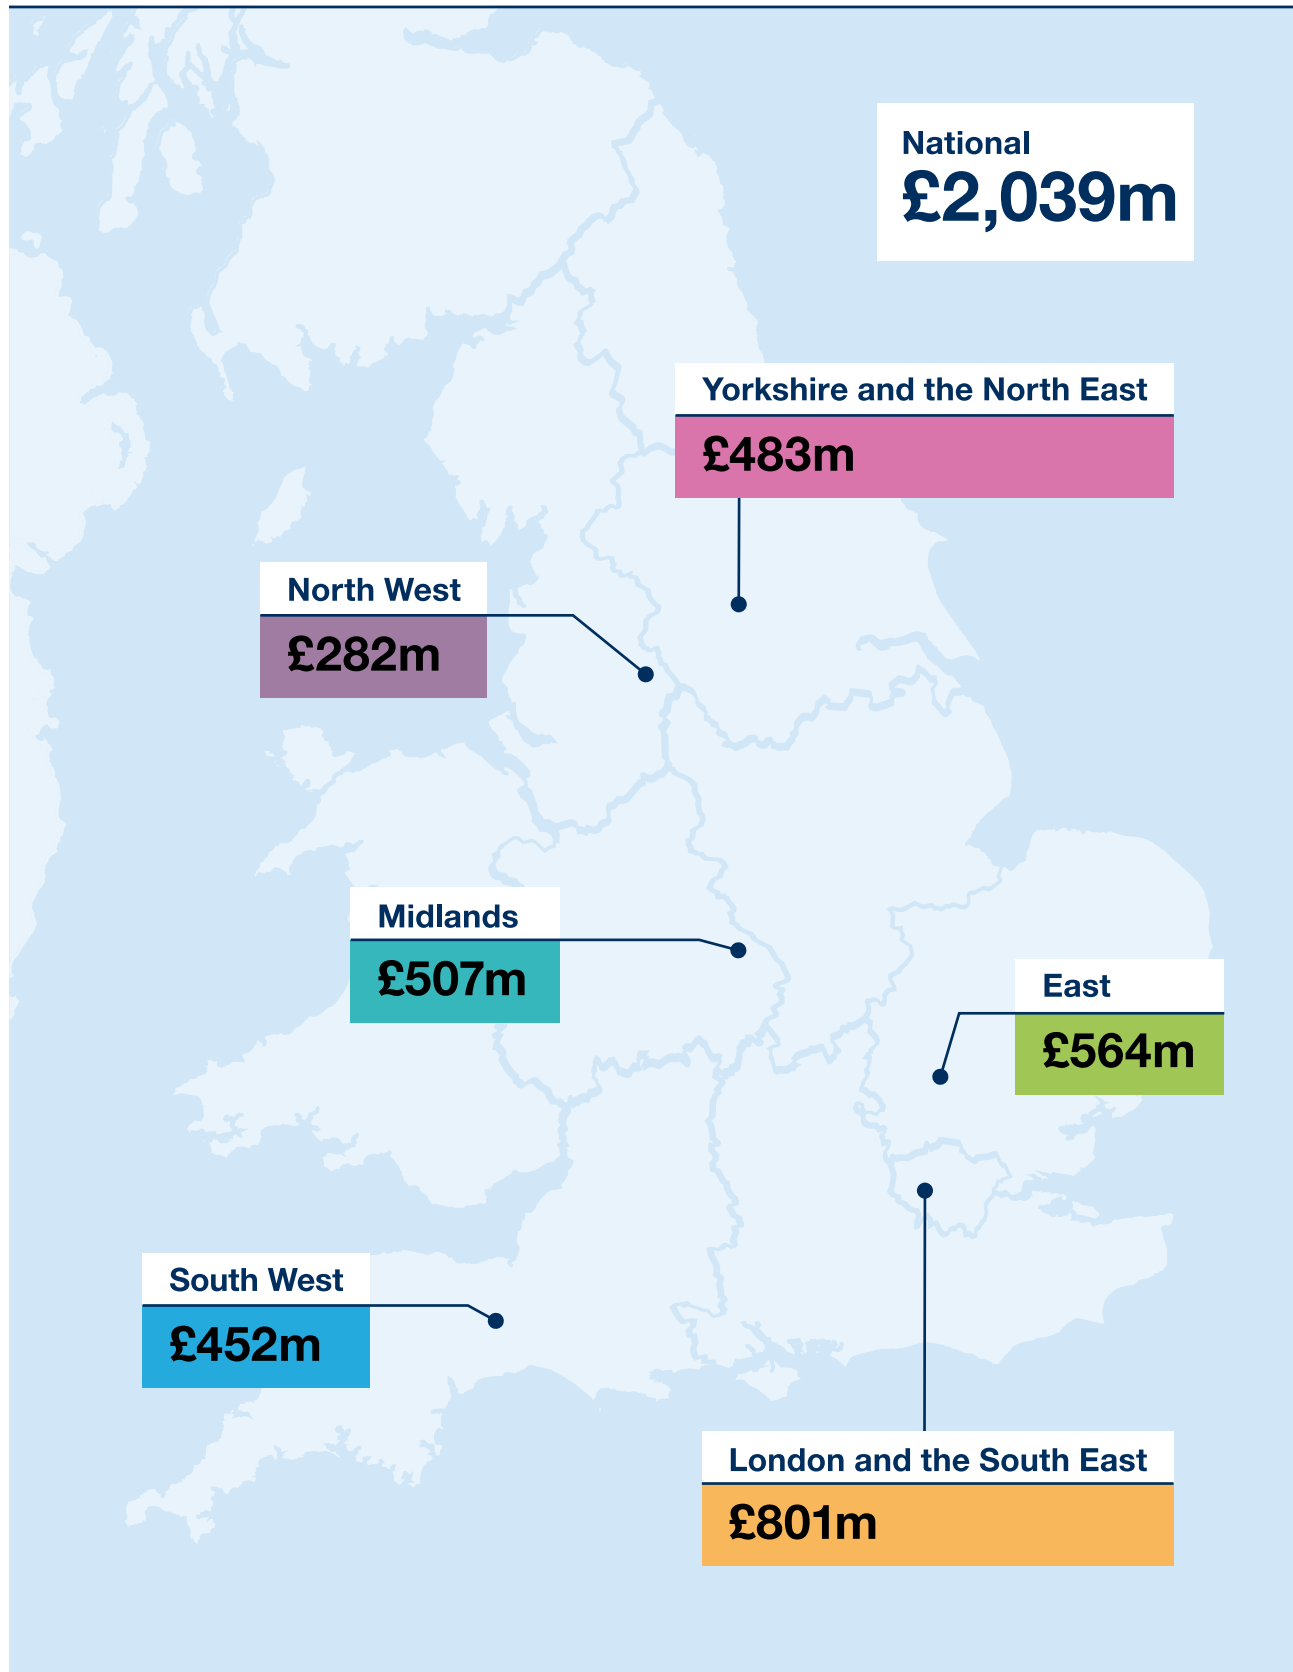 National
£2,039m
Yorkshire and the North East
£483m
North West
£282m
Midlands
£507m
East
£564m
South West
£452m
London and the South East
£801m